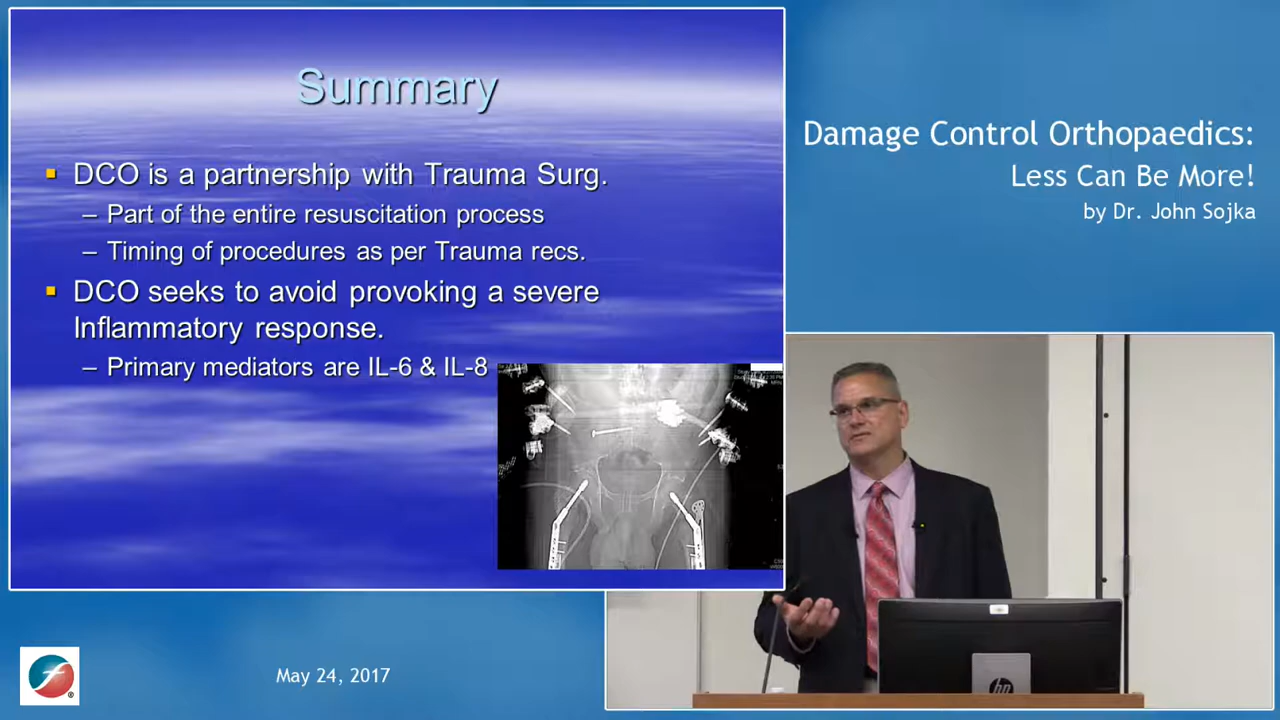 Summary
DCO is a partnership with Trauma Surg.
– Part of the entire resuscitation process
– Timing of procedures as per Trauma recs.
DCO seeks to avoid provoking a severe
Inflammatory response.
– Primary mediators are IL-6 & IL-8
Damage Control Orthopaedics:
Less Can Be More!
by Dr. John Sojka
May 24, 2017
hp